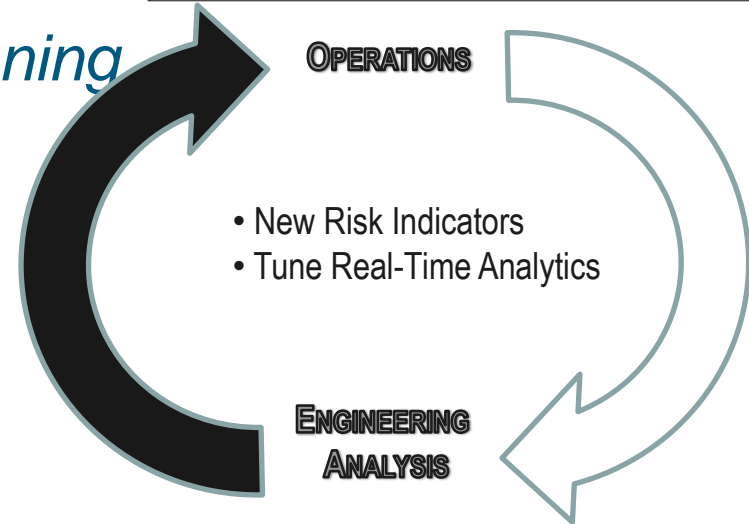 ning
OPERATIONS
• New Risk Indicators
• Tune Real-Time Analytics
ENGINEERING
ANALYSIS